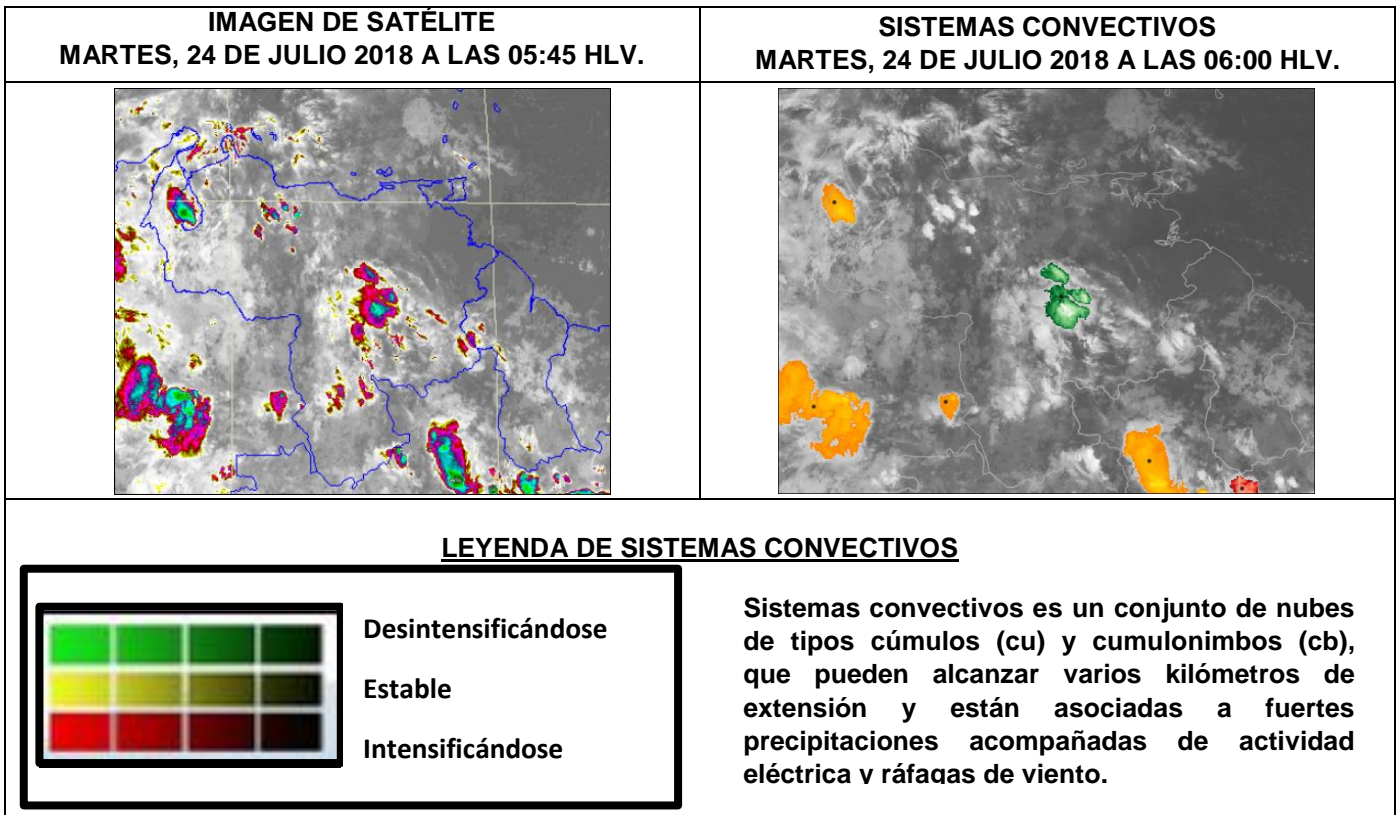 IMAGEN DE SATÉLITE
MARTES, 24 DE JULIO 2018 A LAS 05:45 HLV.
SISTEMAS CONVECTIVOS
MARTES, 24 DE JULIO 2018 A LAS 06:00 HLV.
LEYENDA DE SISTEMAS CONVECTIVOS
Desintensificándose
Estable
Intensificándose
Sistemas convectivos es un conjunto de nubes
de tipos cúmulos (cu) y cumulonimbos (cb),
que pueden alcanzar varios kilómetros de
extensión y están asociadas a fuertes
precipitaciones acompañadas de actividad
eléctrica y ráfagas de viento.